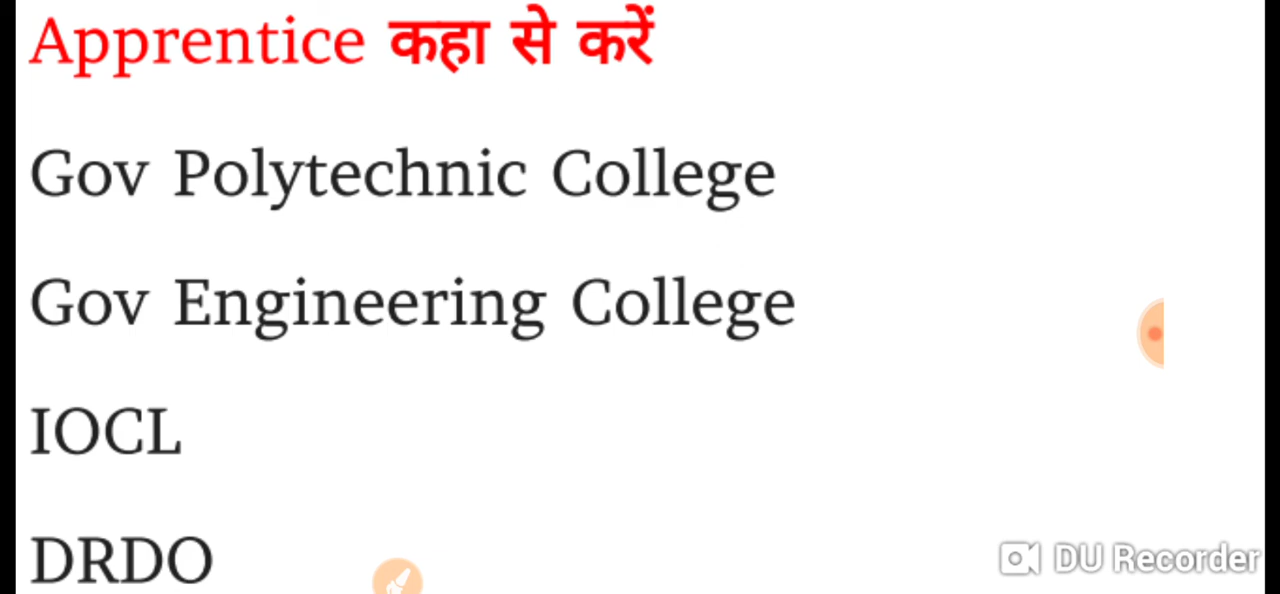 Apprentice कहा से करें
Gov Polytechnic College
Gov Engineering College
IOCL
DRDO
DU Recorder